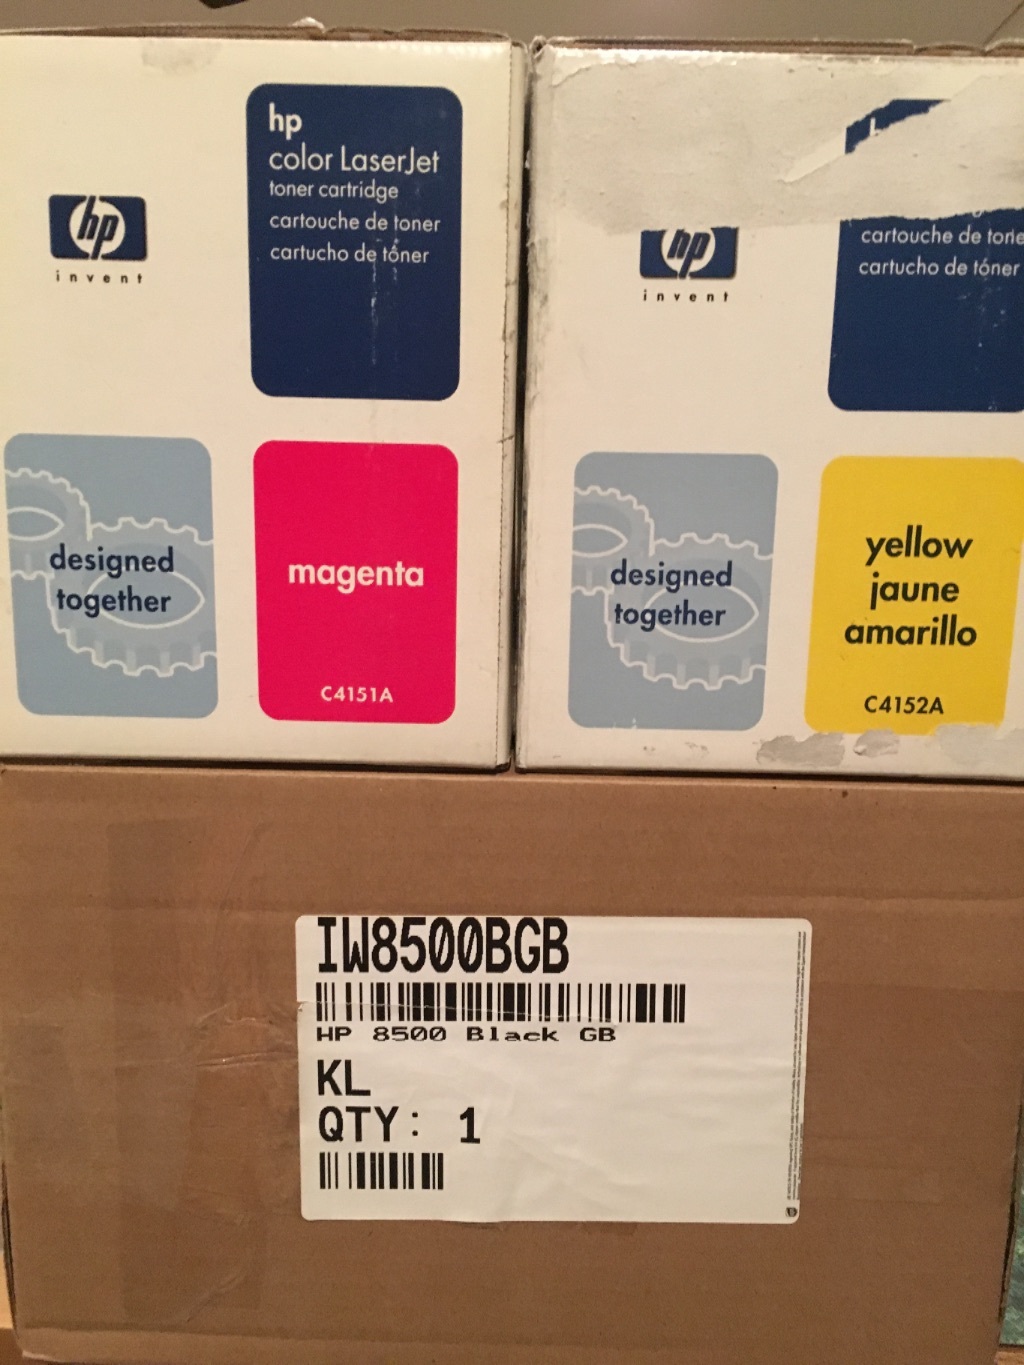 hp
color LaserJet
toner cartridge
cartouche de toner
cartucho de tóner
hp
invent
designed
together
magenta
C4151A
cartouche de tone
cartucho de tóner
hp
invent
designed
together
yellow
jaune
amarillo
C4152A
IW8500BGB
HP 8500 Black GB
KL
QTY: 1